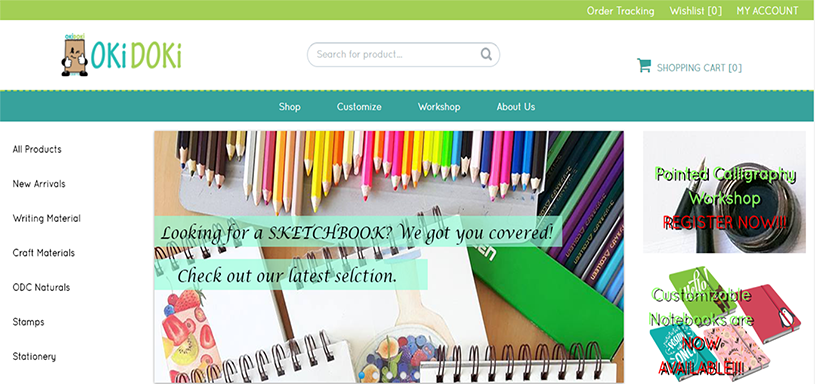 Order Tracking Wishlist [0] MY ACCOUNT
OKiDOKi
OKiDOKi
Search for product...
SHOPPING CART [0]
Shop Customize Workshop About Us
All Products
New Arrivals
Writing Material
Craft Materials
ODC Naturals
Stamps
Stationery
Looking for a SKETCHBOOK? We got you covered!
Check out our latest selction.
Pointed Calligraphy
Workshop
REGISTER NOW!!!
Customizable
Notebooks are
NOW
AVAILABLE!!!